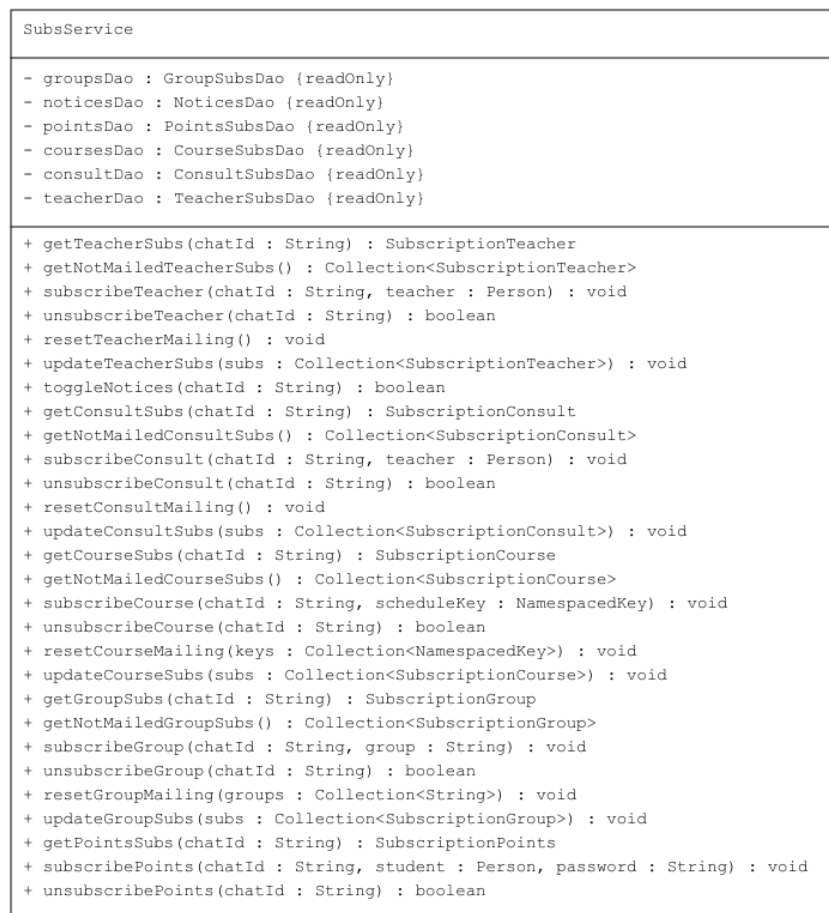 SubsService
- groupsDao : GroupSubsDao {readOnly}
- noticesDao : NoticesDao {readOnly}
- pointsDao : PointsSubsDao {readOnly}
- coursesDao : CourseSubsDao {readOnly}
- consultDao : ConsultSubsDao {readOnly}
- teacherDao : TeacherSubsDao {readOnly}
+ getTeacherSubs(chatId : String) : SubscriptionTeacher
+ getNotMailedTeacherSubs() : Collection<SubscriptionTeacher>
+ subscribeTeacher(chatId : String, teacher : Person) : void
+ unsubscribeTeacher(chatId : String) : boolean
+ resetTeacherMailing() : void
+ updateTeacherSubs(subs : Collection<SubscriptionTeacher>) : void
+ toggleNotices(chatId : String) : boolean
+ getConsultSubs(chatId : String) : SubscriptionConsult
+ getNotMailedConsultSubs() : Collection<SubscriptionConsult>
+ subscribeConsult(chatId : String, teacher : Person) : void
+ unsubscribeConsult(chatId : String) : boolean
+ resetConsultMailing() : void
+ updateConsultSubs(subs : Collection<SubscriptionConsult>) : void
+ getCourseSubs(chatId : String) : SubscriptionCourse
+ getNotMailedCourseSubs() : Collection<SubscriptionCourse>
+ subscribeCourse(chatId : String, scheduleKey : NamespacedKey) : void
+ unsubscribeCourse(chatId : String) : boolean
+ resetCourseMailing(keys : Collection<NamespacedKey>) : void
+ updateCourseSubs(subs : Collection<SubscriptionCourse>) : void
+ getGroupSubs(chatId : String) : SubscriptionGroup
+ getNotMailedGroupSubs() : Collection<SubscriptionGroup>
+ subscribeGroup(chatId : String, group : String) : void
+ unsubscribeGroup(chatId : String) : boolean
+ resetGroupMailing(groups : Collection<String>) : void
+ updateGroupSubs(subs : Collection<SubscriptionGroup>) : void
+ getPointsSubs(chatId : String) : SubscriptionPoints
+ subscribePoints(chatId : String, student : Person, password : String) : void
+ unsubscribePoints(chatId : String) : boolean